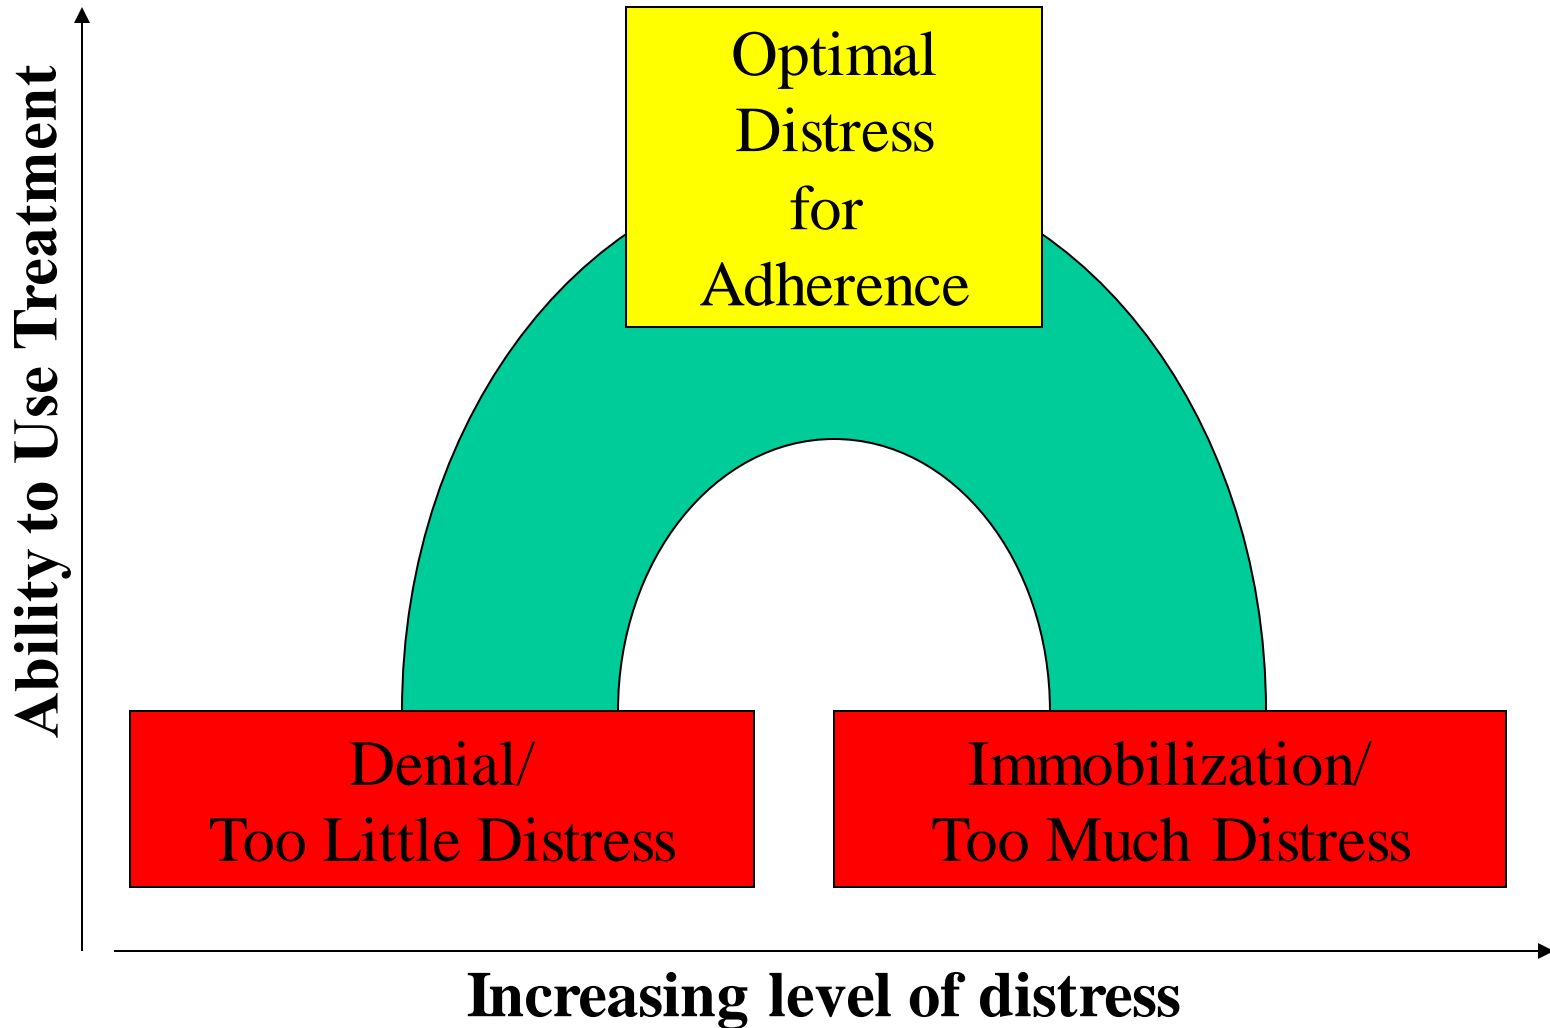 Ability to Use Treatment
Optimal
Distress
for
Adherence
Denial/
Too Little Distress
Immobilization/
Too Much Distress
Increasing level of distress